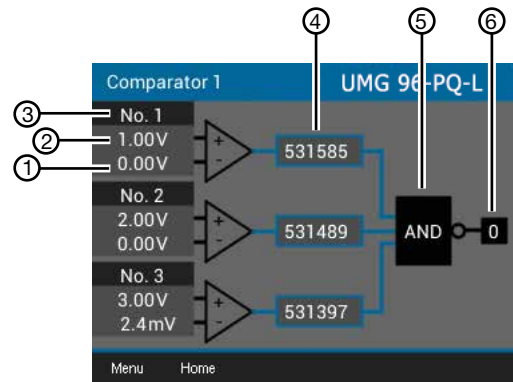 4 5 6
Comparator 1 UMG 96-PQ-L
3 No. 1
2 1.00V +
1 0.00V -
531585
No. 2
2.00V +
0.00V -
531489
AND 0
No. 3
3.00V +
2.4mV -
531397
Menu Home